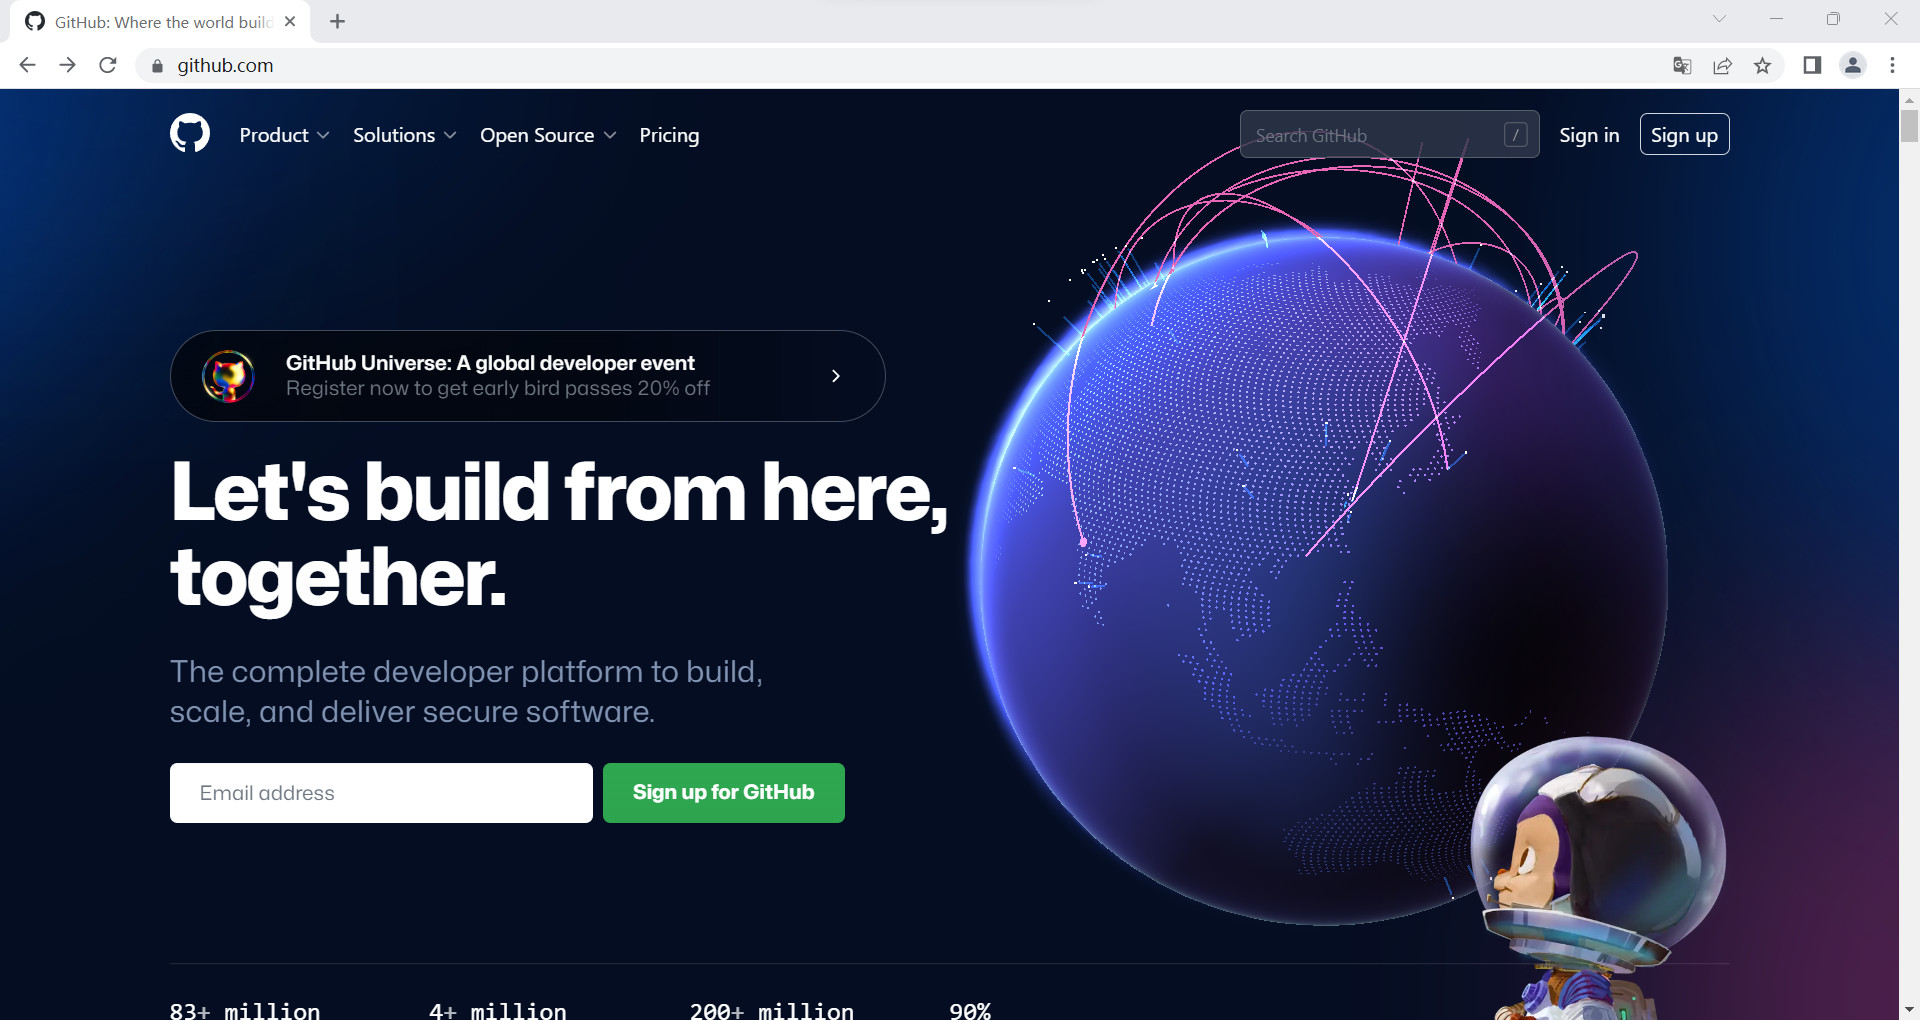 GitHub: Where the world build
github.com
Product
Solutions
Open Source
Pricing
Search GitHub
/
Sign in
Sign up
GitHub Universe: A global developer event
Register now to get early bird passes 20% off
Let's build from here,
together.
The complete developer platform to build,
scale, and deliver secure software.
Email address
Sign up for GitHub
83+ million
4+ million
200+ million
90%